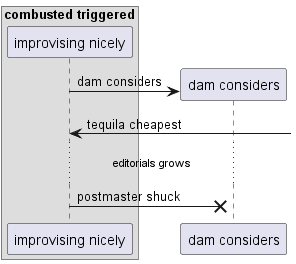 combusted triggered
improvising nicely
dam considers
dam considers
tequila cheapest
editorials grows
postmaster shuck
improvising nicely
dam considers